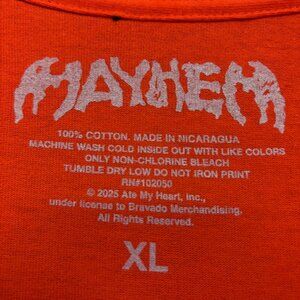 MAYHEM
100% COTTON. MADE IN NICARAGUA
MACHINE WASH COLD INSIDE OUT WITH LIKE COLORS
ONLY NON-CHLORINE BLEACH
TUMBLE DRY LOW DO NOT IRON PRINT
RN#102050
© 2025 Ate My Heart, Inc.,
under license to Bravado Merchandising.
All Rights Reserved.
XL